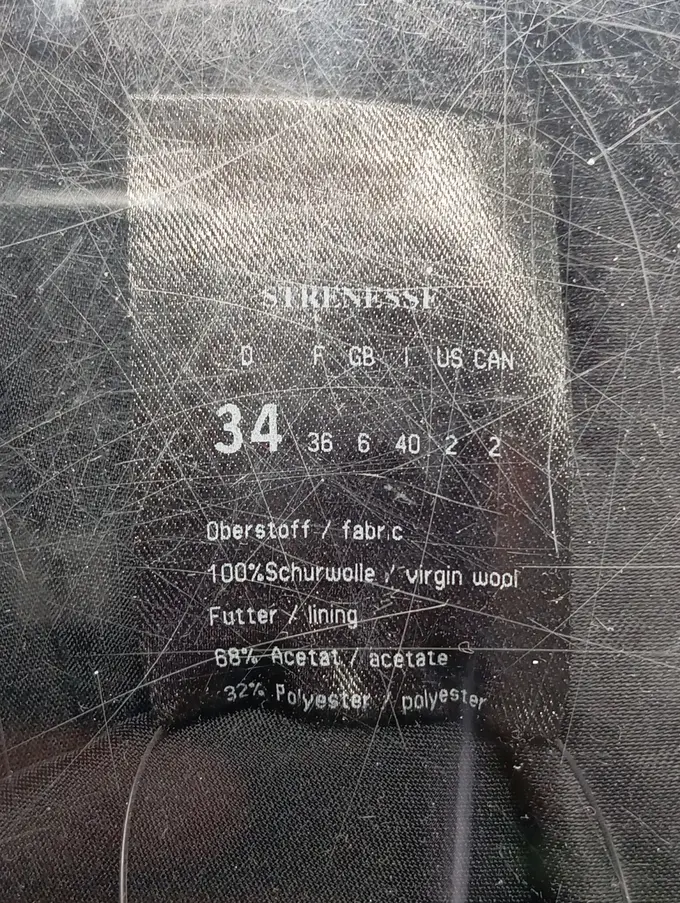 STRENESSE
D F GB I US CAN
34 36 6 40 2 2
Oberstoff / fabric
100%Schurwolle / virgin wool
Futter / lining
68% Acetat / acetate
32% Polyester / polyester